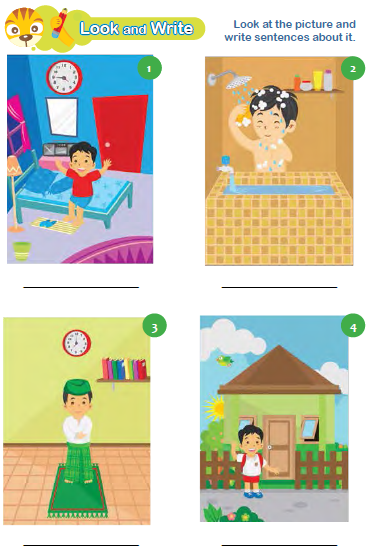 Look and Write
Look at the picture and
write sentences about it.
1
2
3
4